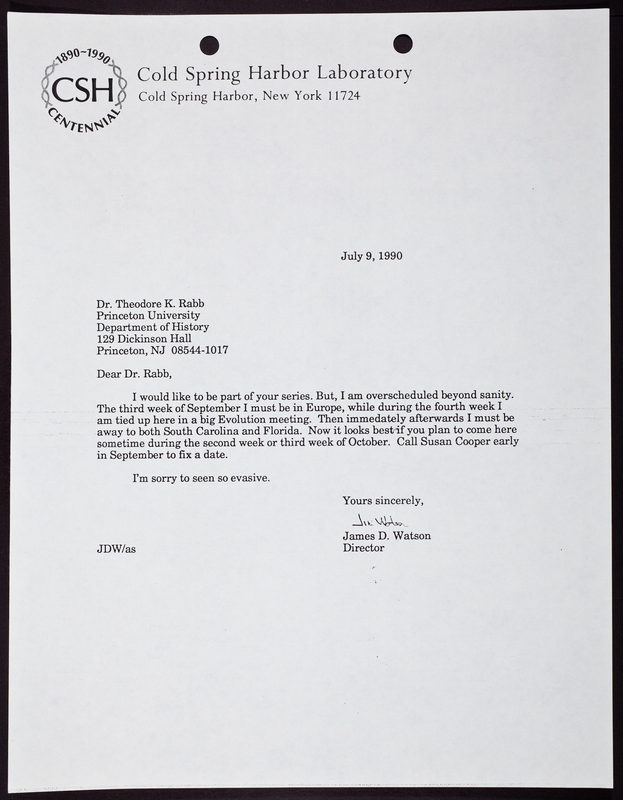 1890~1990
CSH
CENTENNIAL
Cold Spring Harbor Laboratory
Cold Spring Harbor, New York 11724
July 9, 1990
Dr. Theodore K. Rabb
Princeton University
Department of History
129 Dickinson Hall
Princeton, NJ 08544-1017
Dear Dr. Rabb,
I would like to be part of your series. But, I am overscheduled beyond sanity.
The third week of September I must be in Europe, while during the fourth week I
am tied up here in a big Evolution meeting. Then immedately afterwards I must be
away to both South Carolina and Florida. Now it looks best if you plan to come here
sometime during the second week or third week of October. Call Susan Cooper early
in September to fix a date.
I'm sorry to seen so evasive.
Yours sincerely,
Jim Watson
James D. Watson
Director
JDW/as